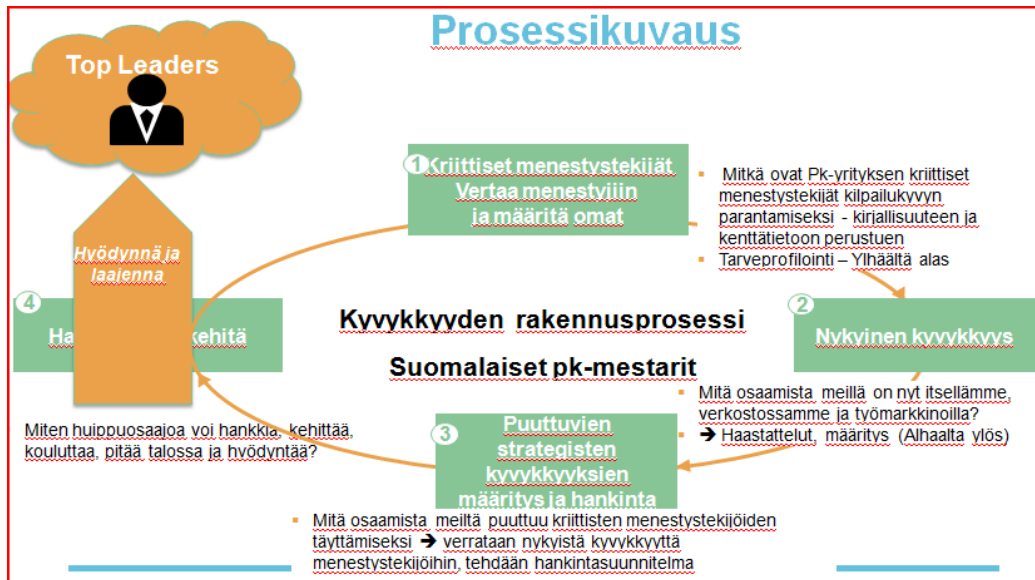 Prosessikuvaus
Top Leaders
1
Kriittiset menestystekijät
Vertaa menestyjiin
ja määritä omat
Mitkä ovat Pk-yrityksen kriittiset
menestystekijät kilpailukyvyn
parantamiseksi - kirjallisuuteen ja
kenttätietoon perustuen
Tarveprofilointi – Ylhäältä alas
Hyödynnä ja
laajenna
4
kehitä
2
Nykyinen kyvykkyys
Kyvykkyyden rakennusprosessi
Suomalaiset pk-mestarit
Mitä osaamista meillä on nyt itsellämme,
verkostossamme ja työmarkkinoilla?
➔ Haastattelut, määritys (Alhaalta ylös)
Miten huippuosaajoa voi hankkia, kehittää,
kouluttaa, pitää talossa ja hyödyntää?
3
Puuttuvien
strategisten
kyvykkyyksien
määritys ja hankinta
Mitä osaamista meiltä puuttuu kriittisten menestystekijöiden
täyttämiseksi ➔ verrataan nykyistä kyvykkyyttä
menestystekijöihin, tehdään hankintasuunnitelma